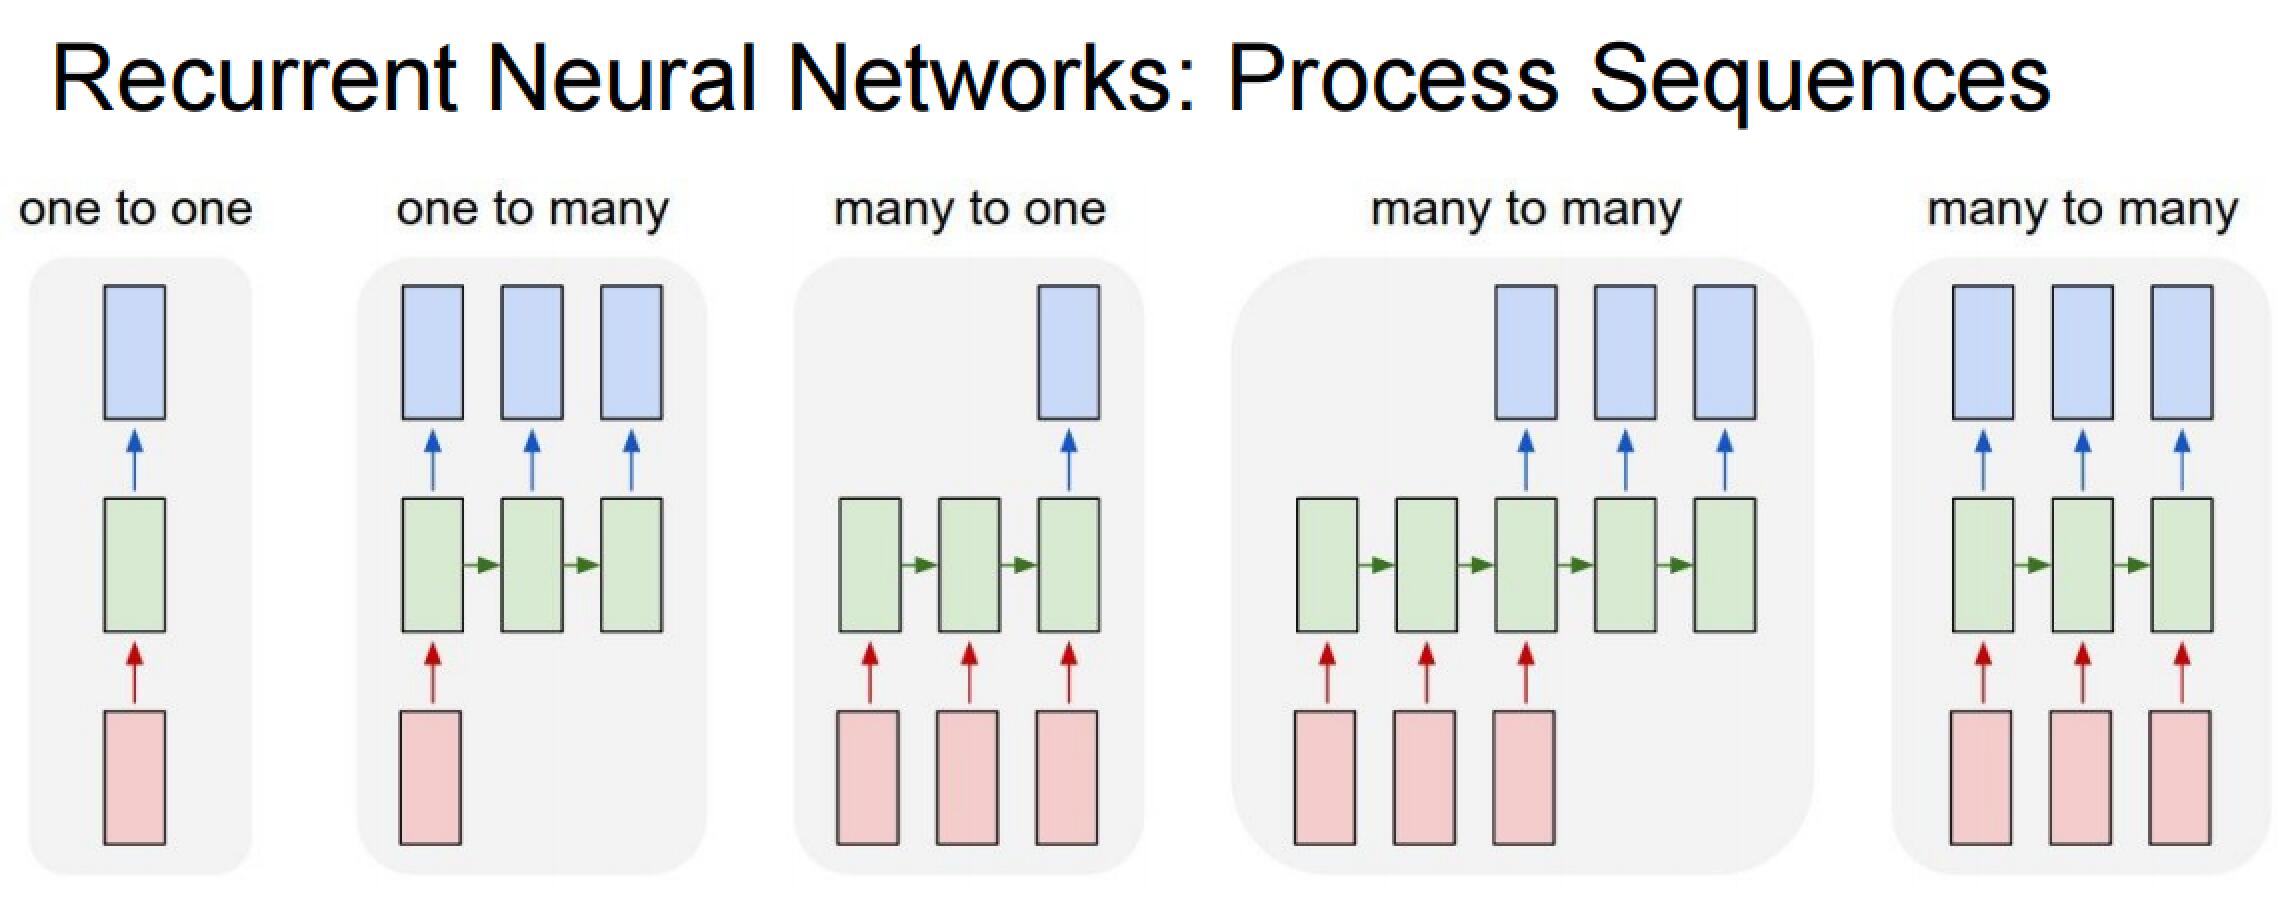 Recurrent Neural Networks: Process Sequences
one to one
one to many
many to one
many to many
many to many